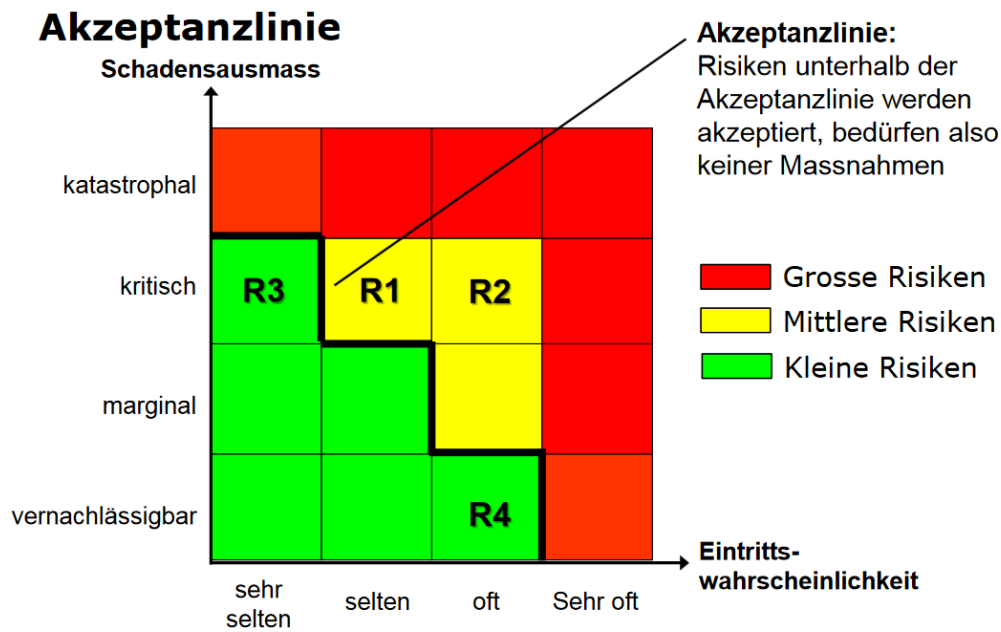 Akzeptanzlinie
Schadensausmass
Akzeptanzlinie:
Risiken unterhalb der
Akzeptanzlinie werden
akzeptiert, bedürfen also
keiner Massnahmen
katastrophal
kritisch
R3
R1
R2
Grosse Risiken
Mittlere Risiken
Kleine Risiken
marginal
vernachlässigbar
R4
Eintritts-
wahrscheinlichkeit
sehr
selten
selten
oft
Sehr oft